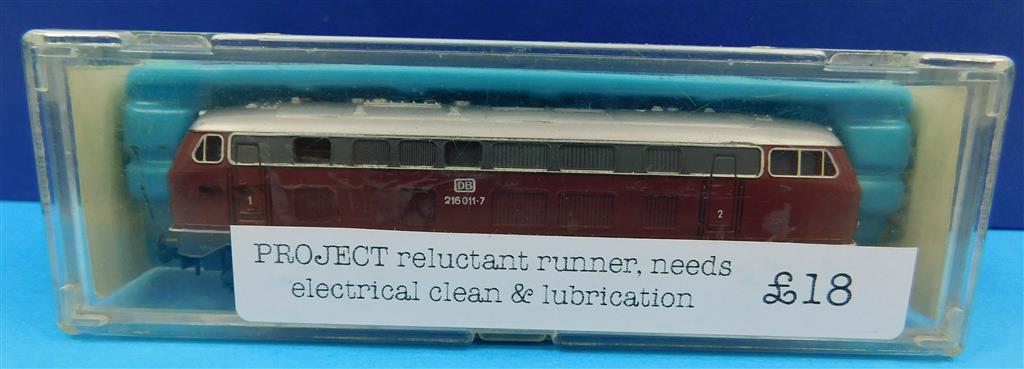 DB
216 011-7
1
2
PROJECT reluctant runner, needs
electrical clean & lubrication
£18